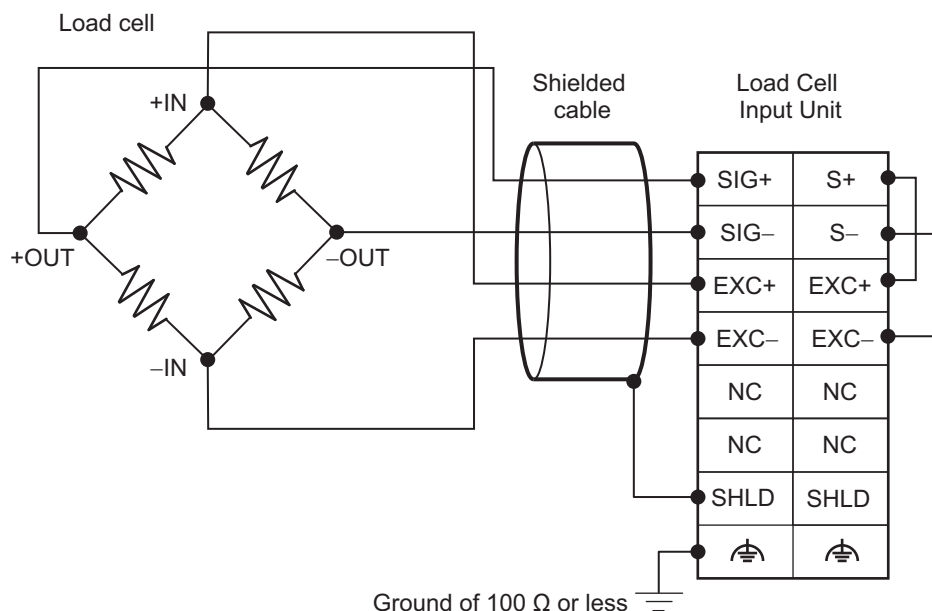 Load cell
+IN
+OUT
–OUT
–IN
Shielded
cable
Load Cell
Input Unit
SIG+ S+
SIG– S–
EXC+ EXC+
EXC– EXC–
NC NC
NC NC
SHLD SHLD
Ground of 100 Ω or less